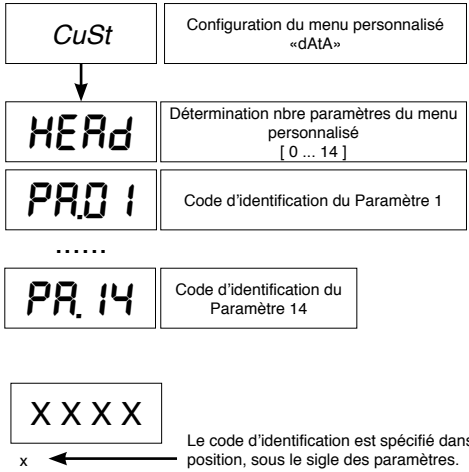 CuSt
Configuration du menu personnalisé
«dAtA»
HEAd
Détermination nbre paramètres du menu
personnalisé
[ 0 ... 14 ]
PA.01
Code d'identification du Paramètre 1
......
PA. 14
Code d'identification du
Paramètre 14
X X X X
Le code d'identification est spécifié dans
x
position, sous le sigle des paramètres.